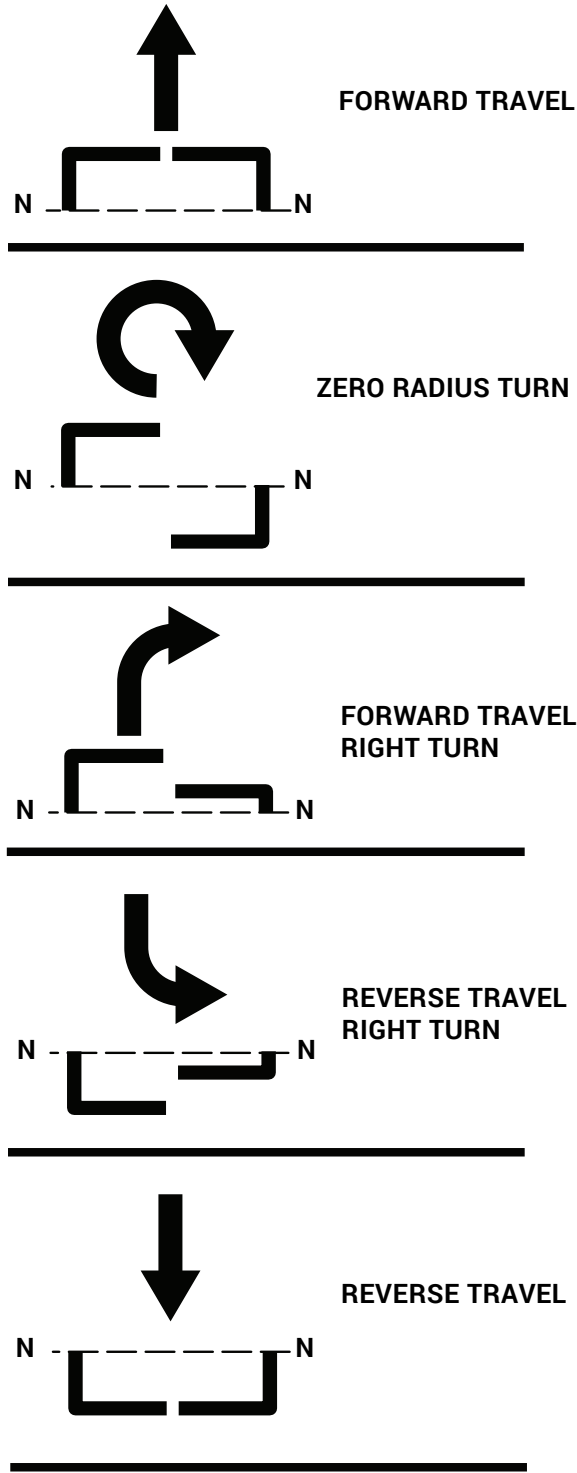 FORWARD TRAVEL
N N
ZERO RADIUS TURN
N N
FORWARD TRAVEL
RIGHT TURN
N N
REVERSE TRAVEL
RIGHT TURN
N N
REVERSE TRAVEL
N N